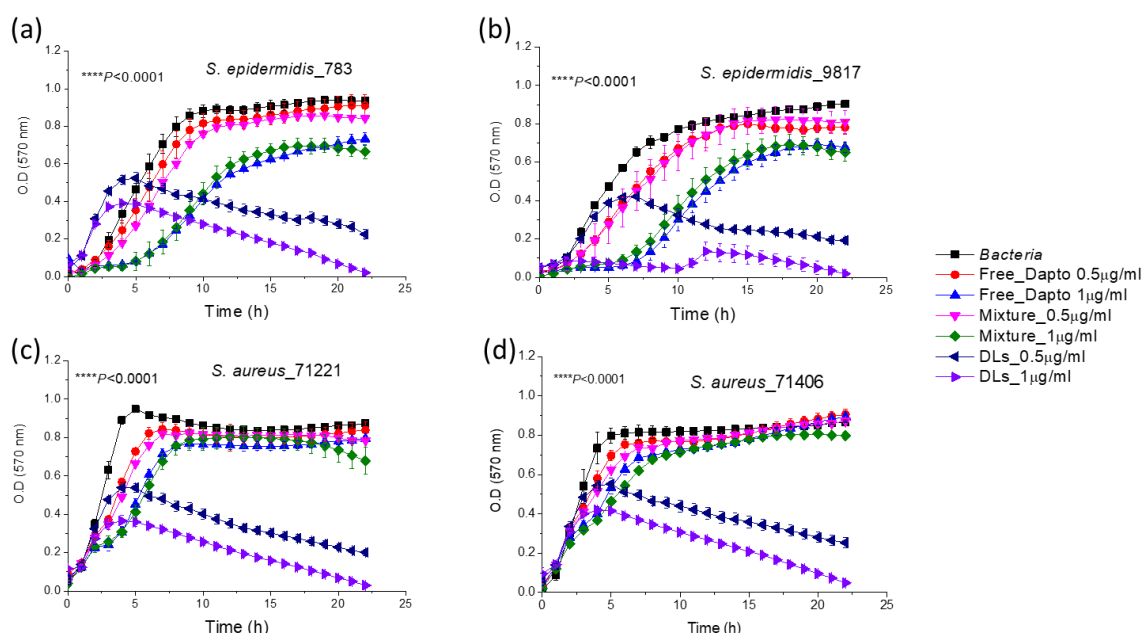 (a)
1.2
1.0
0.8
0.6
0.4
0.2
0.0
O.D (570 nm)
****P<0.0001
S. epidermidis_783
0 5 10 15 20 25
Time (h)
(b)
1.2
1.0
0.8
0.6
0.4
0.2
0.0
O.D (570 nm)
****P<0.0001
S. epidermidis_9817
0 5 10 15 20 25
Time (h)
(c)
1.2
1.0
0.8
0.6
0.4
0.2
0.0
O.D (570 nm)
****P<0.0001
S. aureus_71221
0 5 10 15 20 25
Time (h)
(d)
1.2
1.0
0.8
0.6
0.4
0.2
0.0
O.D (570 nm)
****P<0.0001
S. aureus_71406
0 5 10 15 20 25
Time (h)
Bacteria
Free_Dapto 0.5μg/ml
Free_Dapto 1μg/ml
Mixture_0.5μg/ml
Mixture_1μg/ml
DLs_0.5μg/ml
DLs_1μg/ml